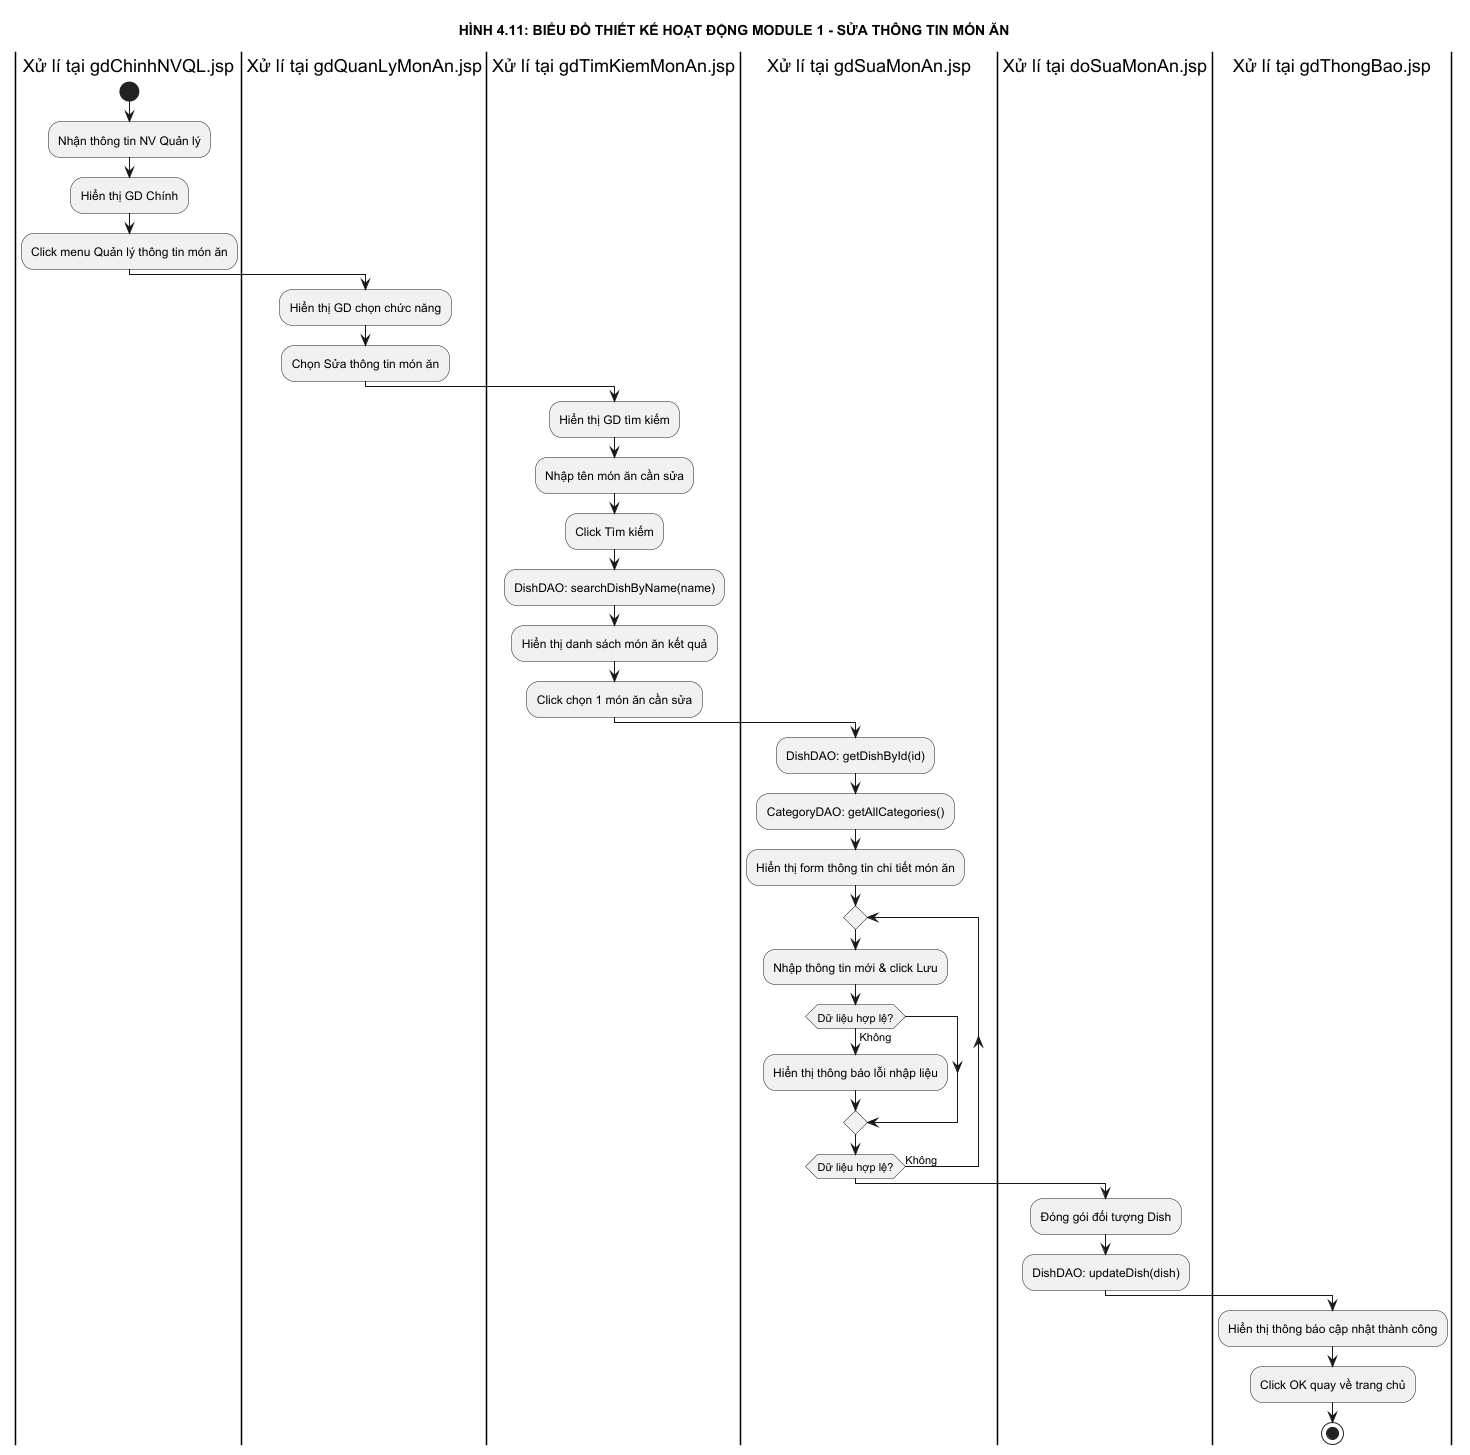 HÌNH 4.11: BIỂU ĐỒ THIẾT KẾ HOẠT ĐỘNG MODULE 1 - SỬA THÔNG TIN MÓN ĂN
Xử lí tại gdChinhNVQL.jsp
Xử lí tại gdQuanLyMonAn.jsp
Xử lí tại gdTimKiemMonAn.jsp
Xử lí tại gdSuaMonAn.jsp
Xử lí tại doSuaMonAn.jsp
Xử lí tại gdThongBao.jsp
Nhận thông tin NV Quản lý
Hiển thị GD Chính
Click menu Quản lý thông tin món ăn
Hiển thị GD chọn chức năng
Chọn Sửa thông tin món ăn
Hiển thị GD tìm kiếm
Nhập tên món ăn cần sửa
Click Tìm kiếm
DishDAO: searchDishByName(name)
Hiển thị danh sách món ăn kết quả
Click chọn 1 món ăn cần sửa
DishDAO: getDishById(id)
CategoryDAO: getAllCategories()
Hiển thị form thông tin chi tiết món ăn
Nhập thông tin mới & click Lưu
Dữ liệu hợp lệ?
Không
Hiển thị thông báo lỗi nhập liệu
Dữ liệu hợp lệ?
Không
Đóng gói đối tượng Dish
DishDAO: updateDish(dish)
Hiển thị thông báo cập nhật thành công
Click OK quay về trang chủ